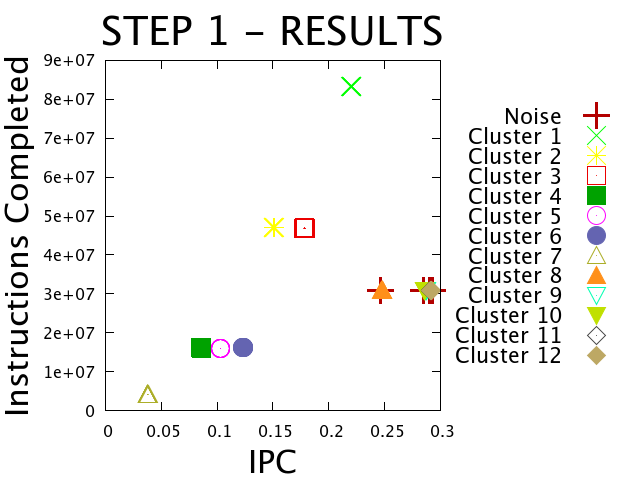 STEP 1 – RESULTS
Instructions Completed
9e+07
8e+07
7e+07
6e+07
5e+07
4e+07
3e+07
2e+07
1e+07
0
0 0.05 0.1 0.15 0.2 0.25 0.3
IPC
Noise
Cluster 1
Cluster 2
Cluster 3
Cluster 4
Cluster 5
Cluster 6
Cluster 7
Cluster 8
Cluster 9
Cluster 10
Cluster 11
Cluster 12